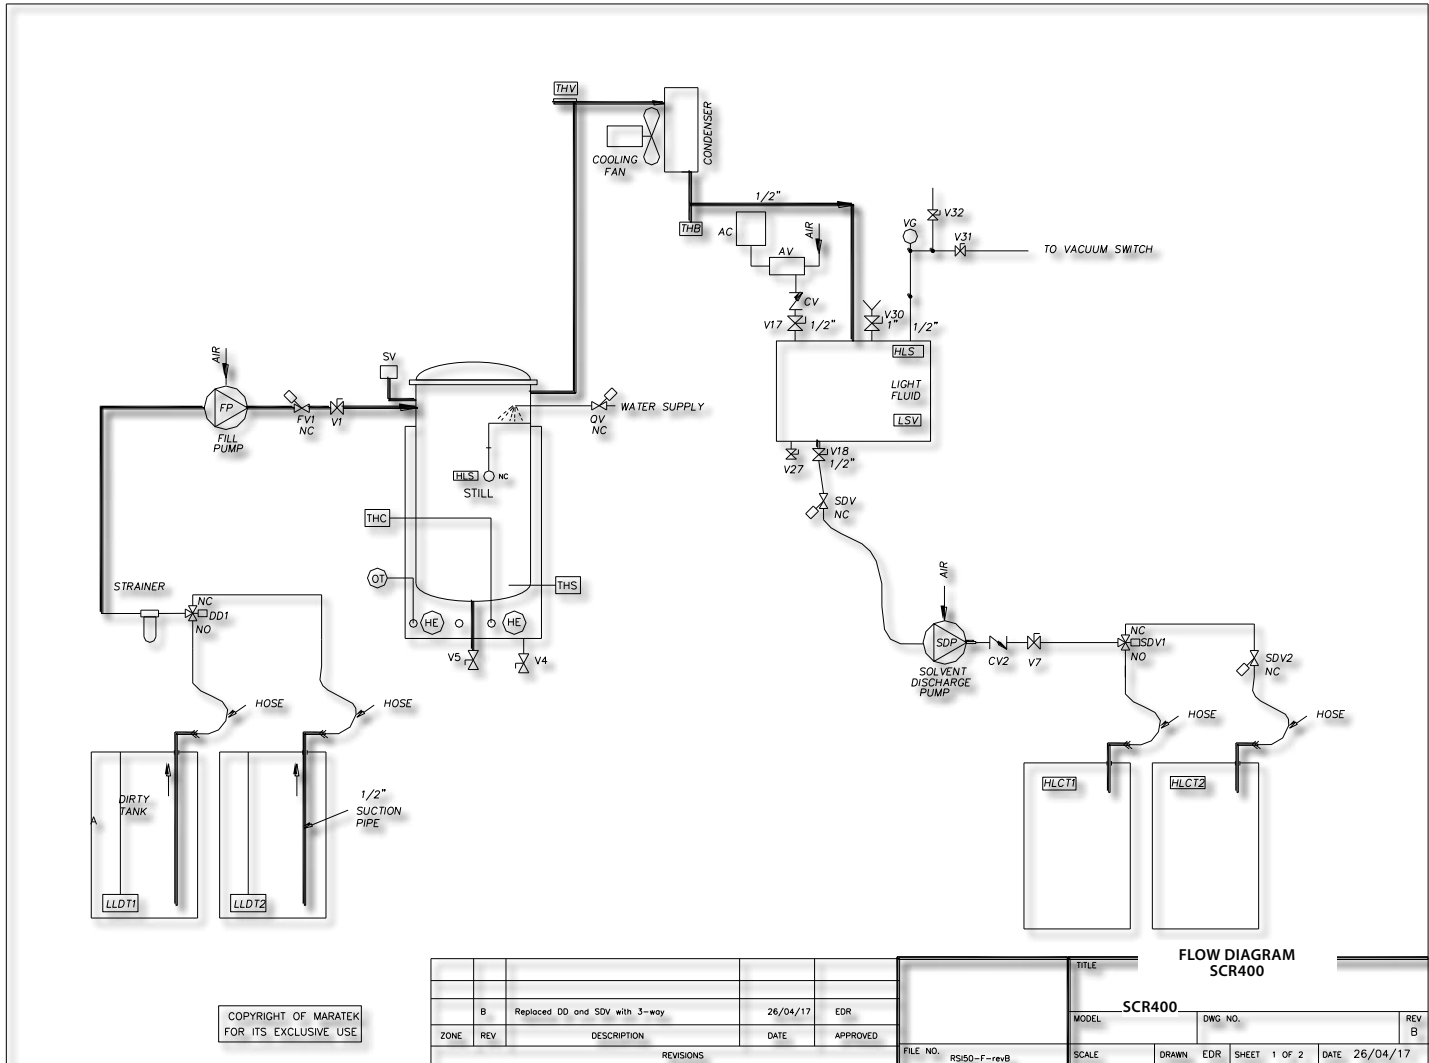 THV
COOLING
FAN
CONDENSER
THB
1/2"
AC
AV
AIR
CV
V17
1/2"
V30
1"
VG
V32
V31
1/2"
TO VACUUM SWITCH
HLS
LIGHT
FLUID
LSV
V27
V18
1/2"
SDV
NC
AIR
FP
FILL
PUMP
FV1
NC
V1
SV
QV
NC
WATER SUPPLY
HLS
NC
STILL
THC
OT
THS
HE
HE
V5
V4
STRAINER
NC
DD1
NO
HOSE
HOSE
DIRTY
TANK
A
1/2"
SUCTION
PIPE
LLDT1
LLDT2
AIR
SDP
SOLVENT
DISCHARGE
PUMP
CV2
V7
NC
SDV1
NO
SDV2
NC
HOSE
HOSE
HLCT1
HLCT2
COPYRIGHT OF MARATEK
FOR ITS EXCLUSIVE USE
B Replaced DD and SDV with 3-way 26/04/17 EDR
ZONE REV DESCRIPTION DATE APPROVED
REVISIONS
FILE NO. RSI50-F-revB
TITLE
FLOW DIAGRAM
SCR400
SCR400
MODEL DWG NO. REV
B
SCALE DRAWN EDR SHEET 1 OF 2 DATE 26/04/17